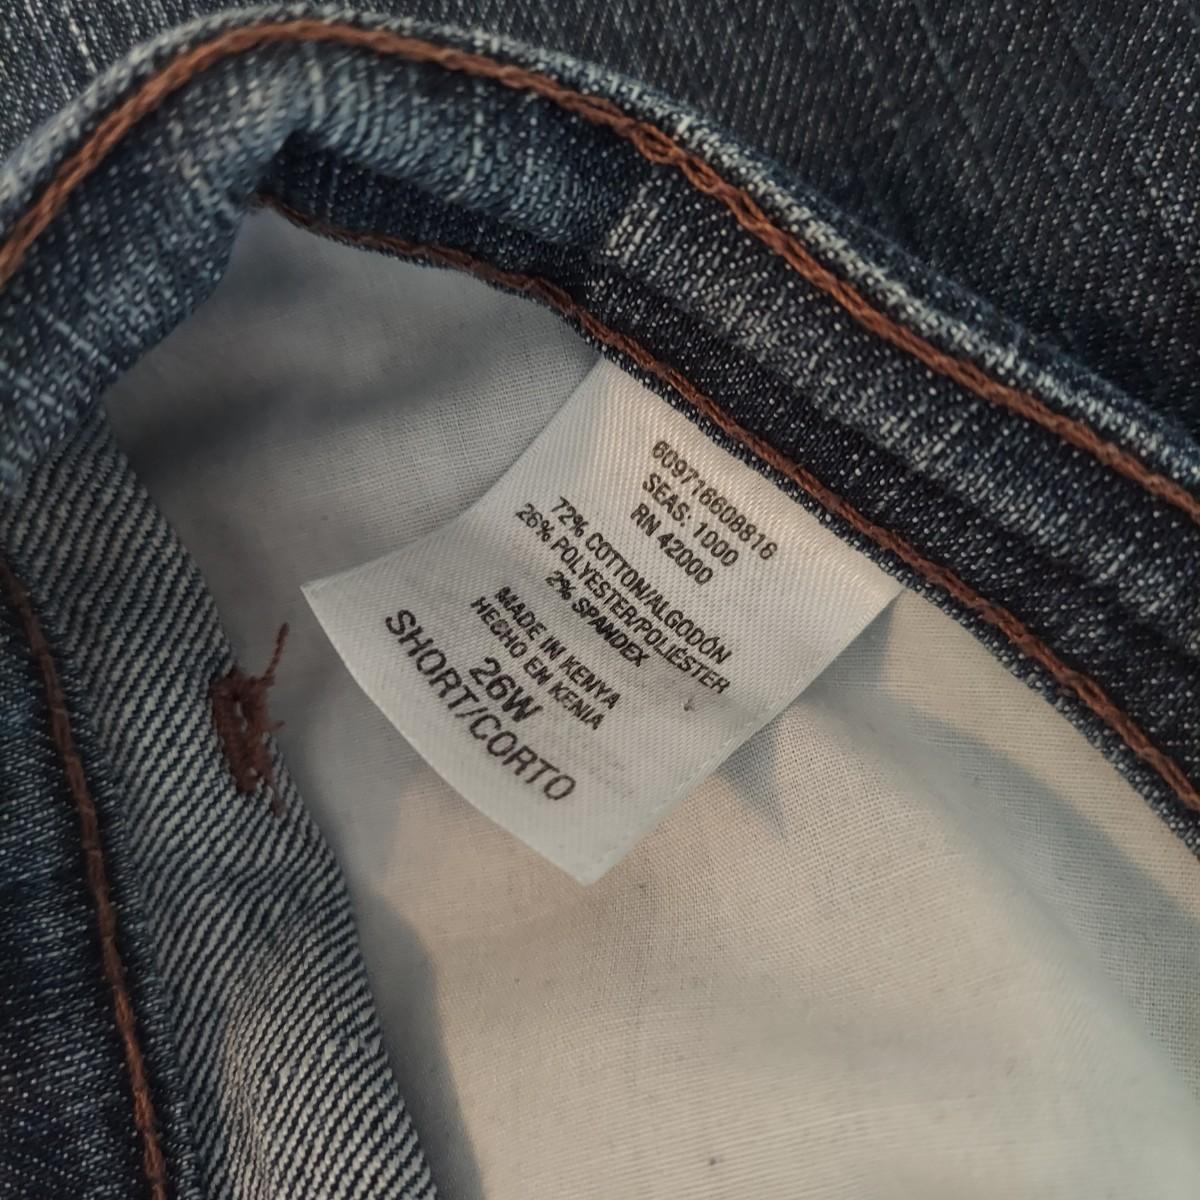 609716608816
SEAS: 1000
RN 42000
72% COTTON/ALGODÓN
26% POLYESTER/POLIÉSTER
2% SPANDEX
MADE IN KENYA
HECHO EN KENIA
26W
SHORT/CORTO